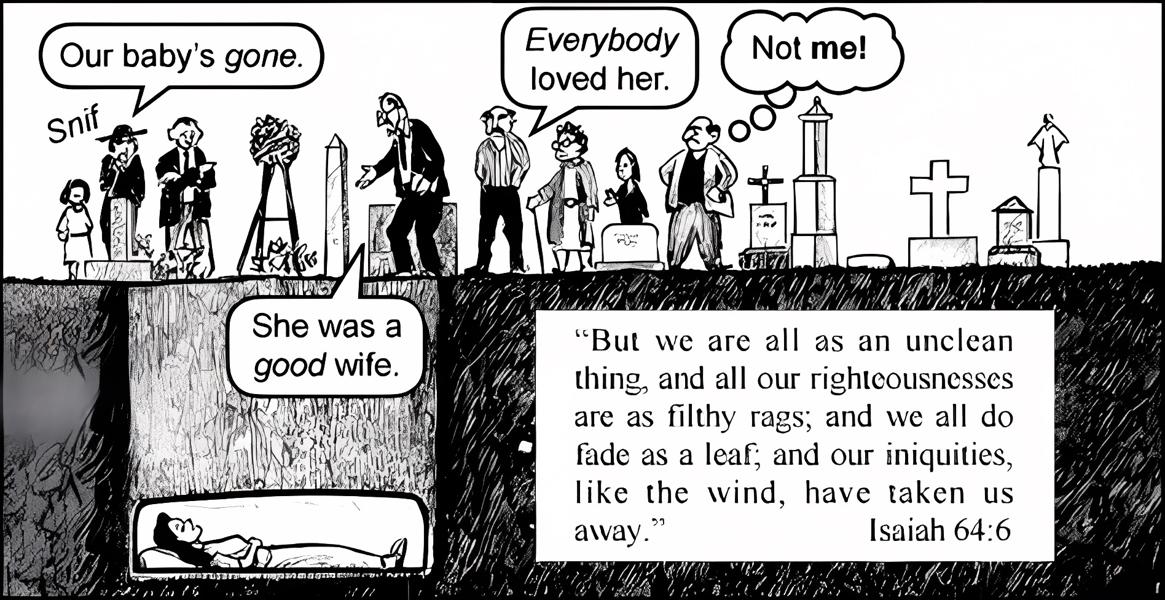 Our baby's gone.
Snif
Everybody
loved her.
Not me!
She was a
good wife.
“But we are all as an unclean
thing, and all our righteousnesses
are as filthy rags; and we all do
fade as a leaf; and our iniquities,
like the wind, have taken us
away.” Isaiah 64:6